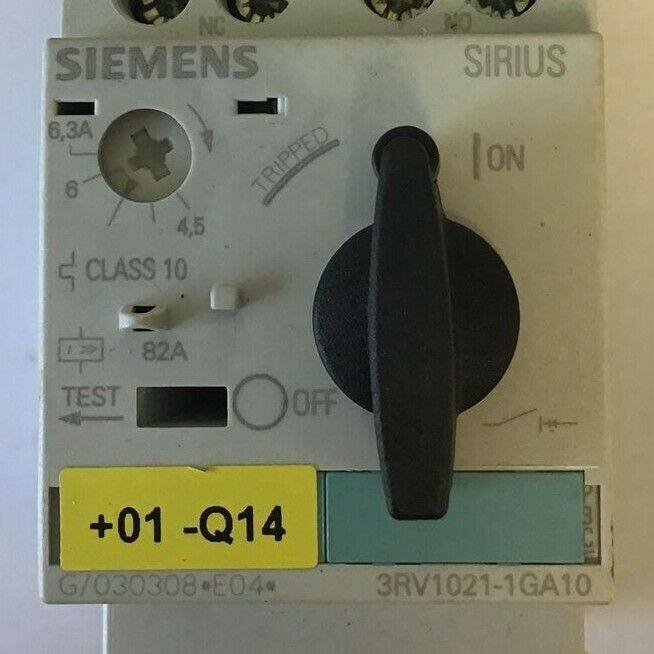 NC NO
SIEMENS SIRIUS
6,3A
6
4,5
TRIPPED
ION
CLASS 10
I >>
82A
TEST
OFF
+01 -Q14
G/030308*E04*
3RV1021-1GA10